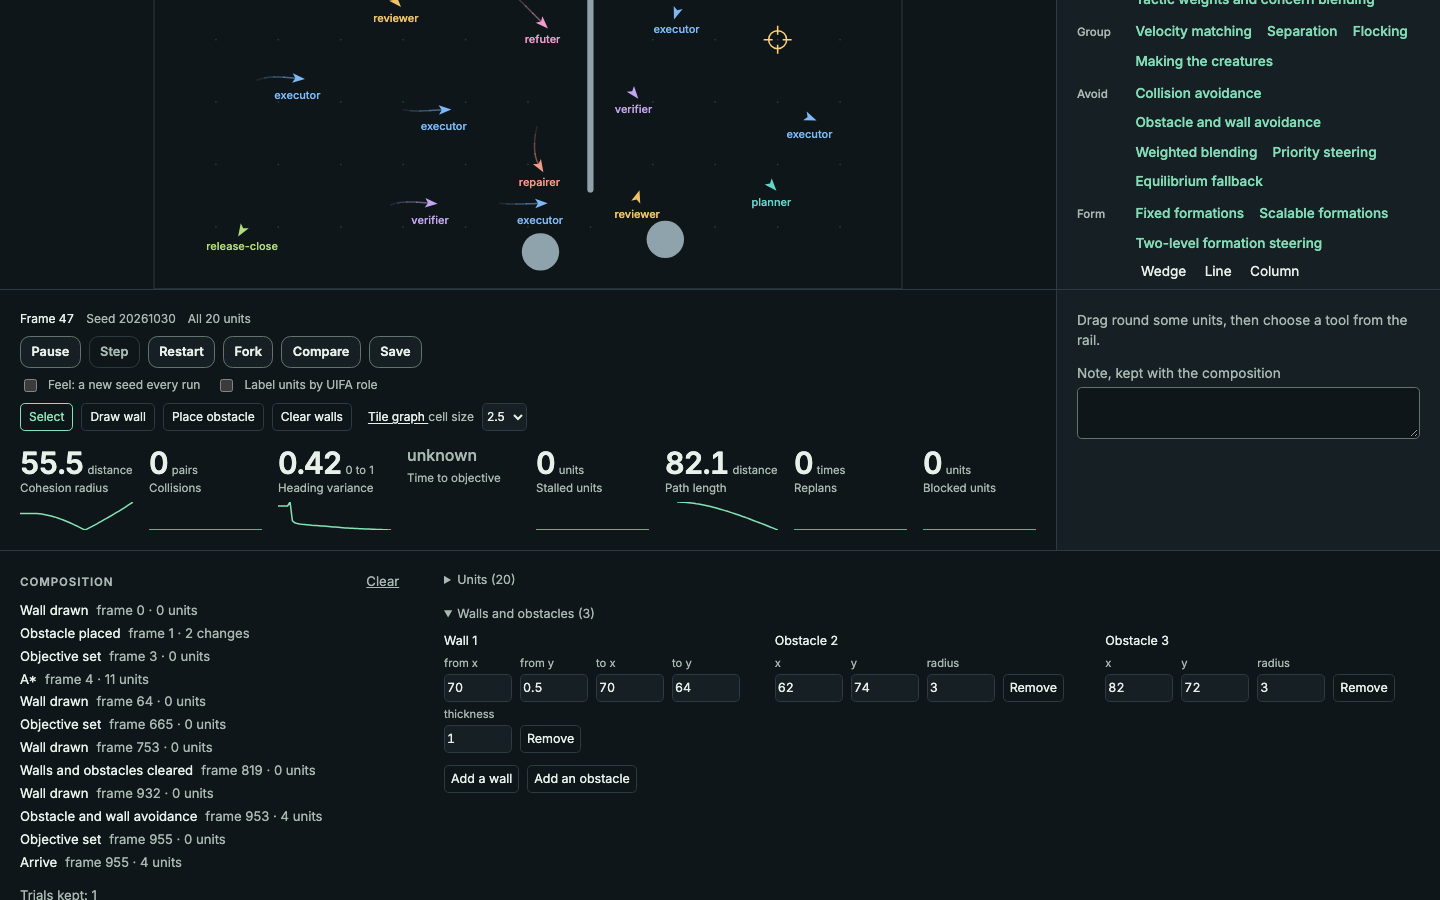 Tactic weights and concern blending
reviewer
refuter
executor
Group Velocity matching Separation Flocking
Making the creatures
executor
verifier
executor
executor
Avoid Collision avoidance
Obstacle and wall avoidance
Weighted blending Priority steering
Equilibrium fallback
repairer
verifier
executor
reviewer
planner
release-close
Form Fixed formations Scalable formations
Two-level formation steering
Wedge Line Column
Frame 47 Seed 20261030 All 20 units
Pause Step Restart Fork Compare Save
Feel: a new seed every run Label units by UIFA role
Select Draw wall Place obstacle Clear walls Tile graph cell size 2.5
Drag round some units, then choose a tool from the
rail.
Note, kept with the composition
55.5 distance
Cohesion radius
0 pairs
Collisions
0.42 0 to 1
Heading variance
unknown
Time to objective
0 units
Stalled units
82.1 distance
Path length
0 times
Replans
0 units
Blocked units
COMPOSITION Clear
Wall drawn frame 0 · 0 units
Obstacle placed frame 1 · 2 changes
Objective set frame 3 · 0 units
A* frame 4 · 11 units
Wall drawn frame 64 · 0 units
Objective set frame 665 · 0 units
Wall drawn frame 753 · 0 units
Walls and obstacles cleared frame 819 · 0 units
Wall drawn frame 932 · 0 units
Obstacle and wall avoidance frame 953 · 4 units
Objective set frame 955 · 0 units
Arrive frame 955 · 4 units
Trials kept: 1
Units (20)
Walls and obstacles (3)
Wall 1
from x from y to x to y
70 0.5 70 64
thickness
1 Remove
Obstacle 2
x y radius
62 74 3 Remove
Obstacle 3
x y radius
82 72 3 Remove
Add a wall Add an obstacle